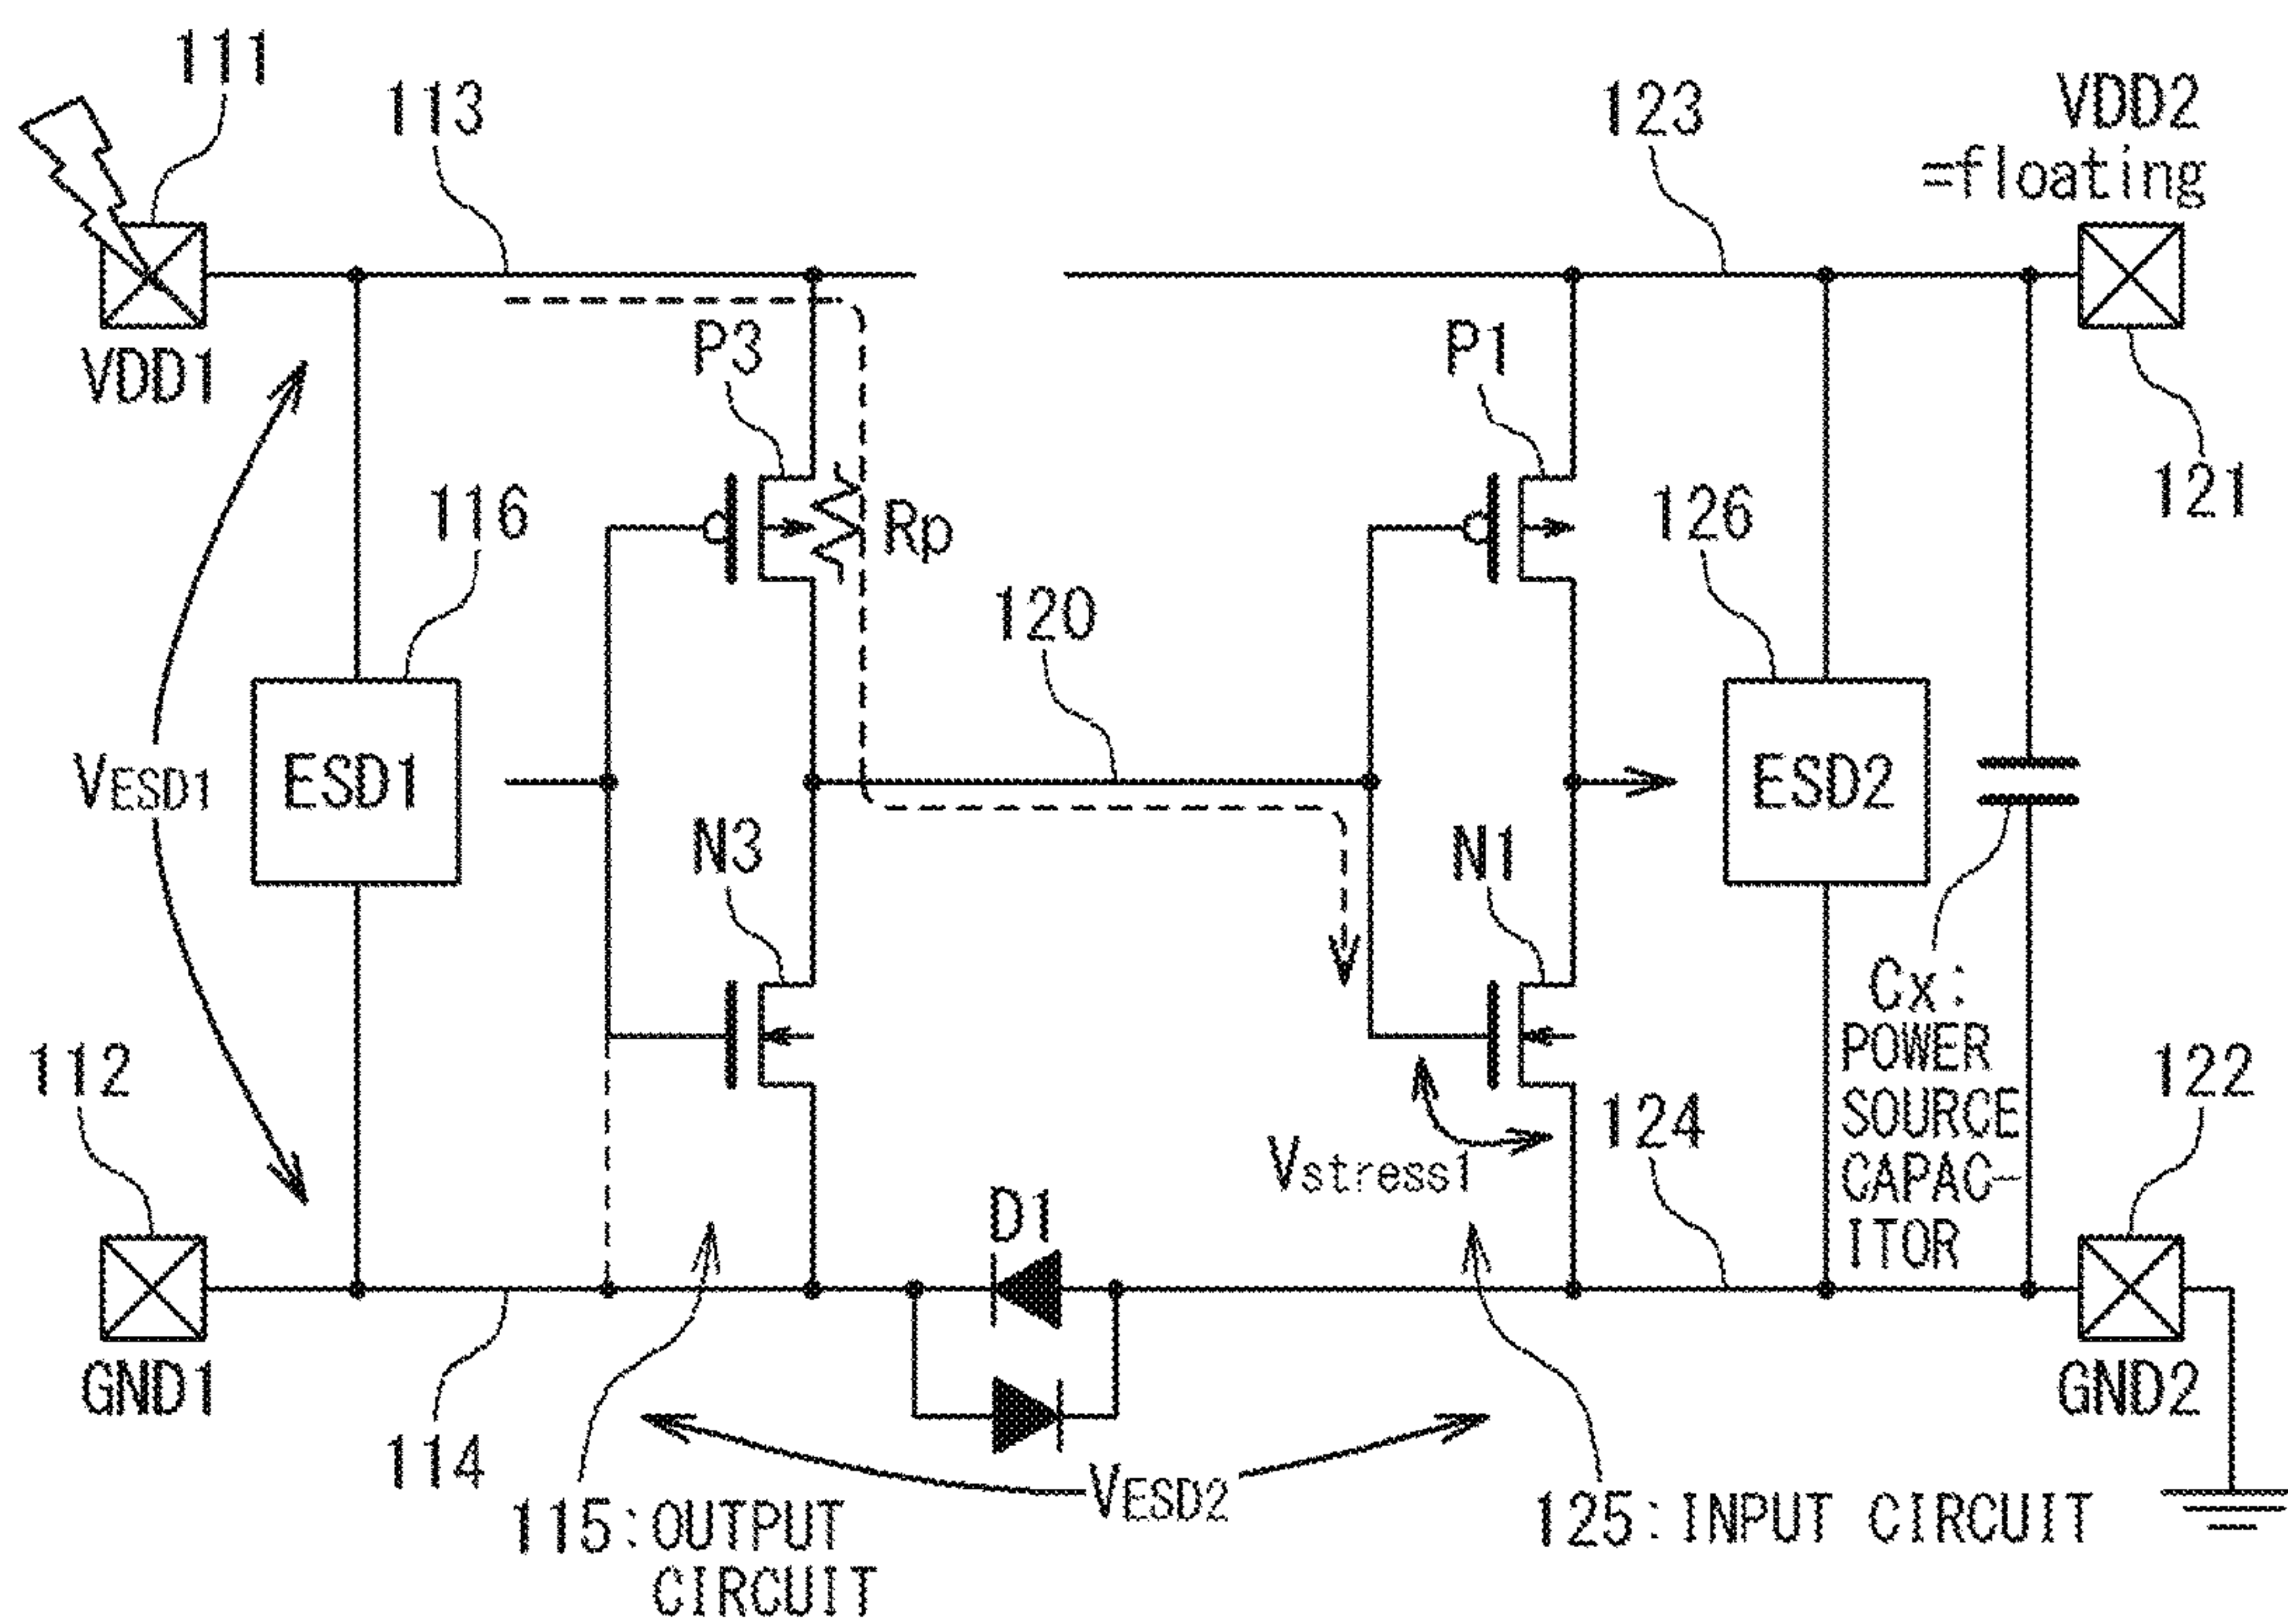 111
113
123
VDD2
=floating
VDD1
P3
P1
121
116
Rp
126
120
VESD1
ESD1
ESD2
N3
N1
Cx:
POWER
SOURCE
CAPAC-
ITOR
112
122
124
Vstress1
D1
GND1
GND2
114
VESD2
115:OUTPUT
CIRCUIT
125:INPUT CIRCUIT